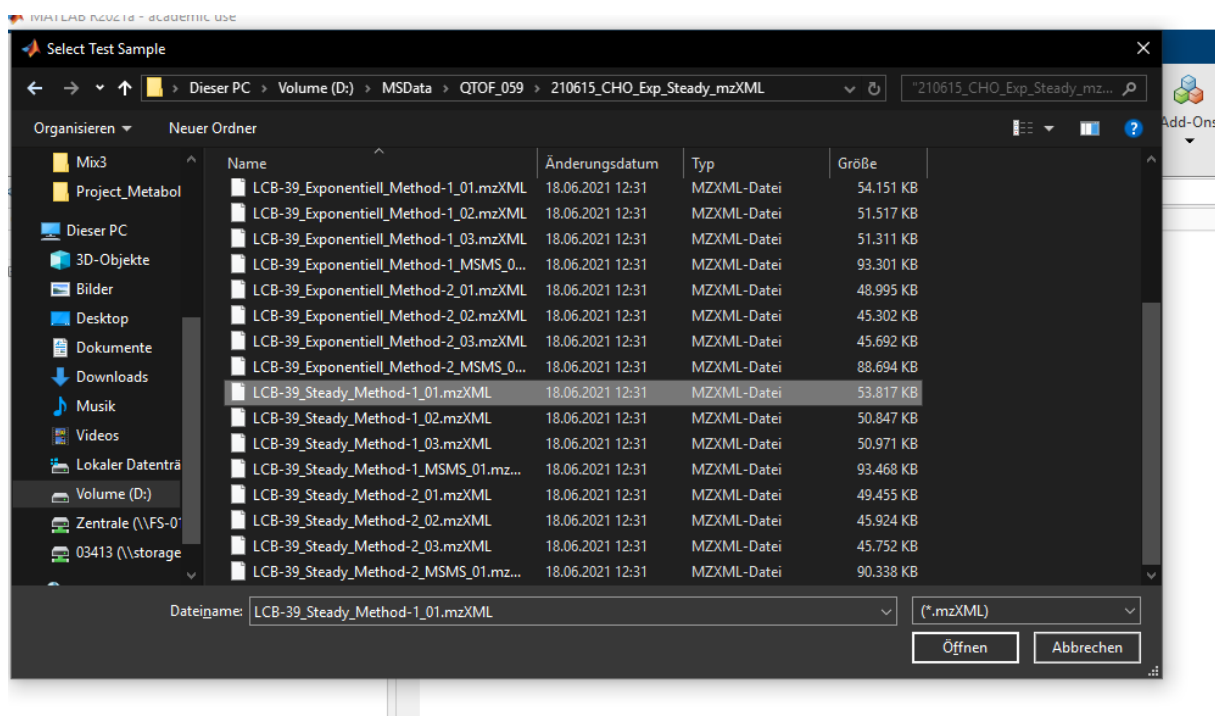 MATLAB R2021a - academic use
Select Test Sample
Dieser PC > Volume (D:) > MSData > QTOF_059 > 210615_CHO_Exp_Steady_mzXML
"210615_CHO_Exp_Steady_mz...
Add-Ons
Organisieren Neuer Ordner
Mix3
Project_Metabol
Dieser PC
3D-Objekte
Bilder
Desktop
Dokumente
Downloads
Musik
Videos
Lokaler Datenträ
Volume (D:)
Zentrale (\\FS-01
03413 (\\storage
Name Änderungsdatum Typ Größe
LCB-39_Exponentiell_Method-1_01.mzXML 18.06.2021 12:31 MZXML-Datei 54.151 KB
LCB-39_Exponentiell_Method-1_02.mzXML 18.06.2021 12:31 MZXML-Datei 51.517 KB
LCB-39_Exponentiell_Method-1_03.mzXML 18.06.2021 12:31 MZXML-Datei 51.311 KB
LCB-39_Exponentiell_Method-1_MSMS_0... 18.06.2021 12:31 MZXML-Datei 93.301 KB
LCB-39_Exponentiell_Method-2_01.mzXML 18.06.2021 12:31 MZXML-Datei 48.995 KB
LCB-39_Exponentiell_Method-2_02.mzXML 18.06.2021 12:31 MZXML-Datei 45.302 KB
LCB-39_Exponentiell_Method-2_03.mzXML 18.06.2021 12:31 MZXML-Datei 45.692 KB
LCB-39_Exponentiell_Method-2_MSMS_0... 18.06.2021 12:31 MZXML-Datei 88.694 KB
LCB-39_Steady_Method-1_01.mzXML 18.06.2021 12:31 MZXML-Datei 53.817 KB
LCB-39_Steady_Method-1_02.mzXML 18.06.2021 12:31 MZXML-Datei 50.847 KB
LCB-39_Steady_Method-1_03.mzXML 18.06.2021 12:31 MZXML-Datei 50.971 KB
LCB-39_Steady_Method-1_MSMS_01.mz... 18.06.2021 12:31 MZXML-Datei 93.468 KB
LCB-39_Steady_Method-2_01.mzXML 18.06.2021 12:31 MZXML-Datei 49.455 KB
LCB-39_Steady_Method-2_02.mzXML 18.06.2021 12:31 MZXML-Datei 45.924 KB
LCB-39_Steady_Method-2_03.mzXML 18.06.2021 12:31 MZXML-Datei 45.752 KB
LCB-39_Steady_Method-2_MSMS_01.mz... 18.06.2021 12:31 MZXML-Datei 90.338 KB
Dateiname: LCB-39_Steady_Method-1_01.mzXML (*.mzXML)
Öffnen Abbrechen